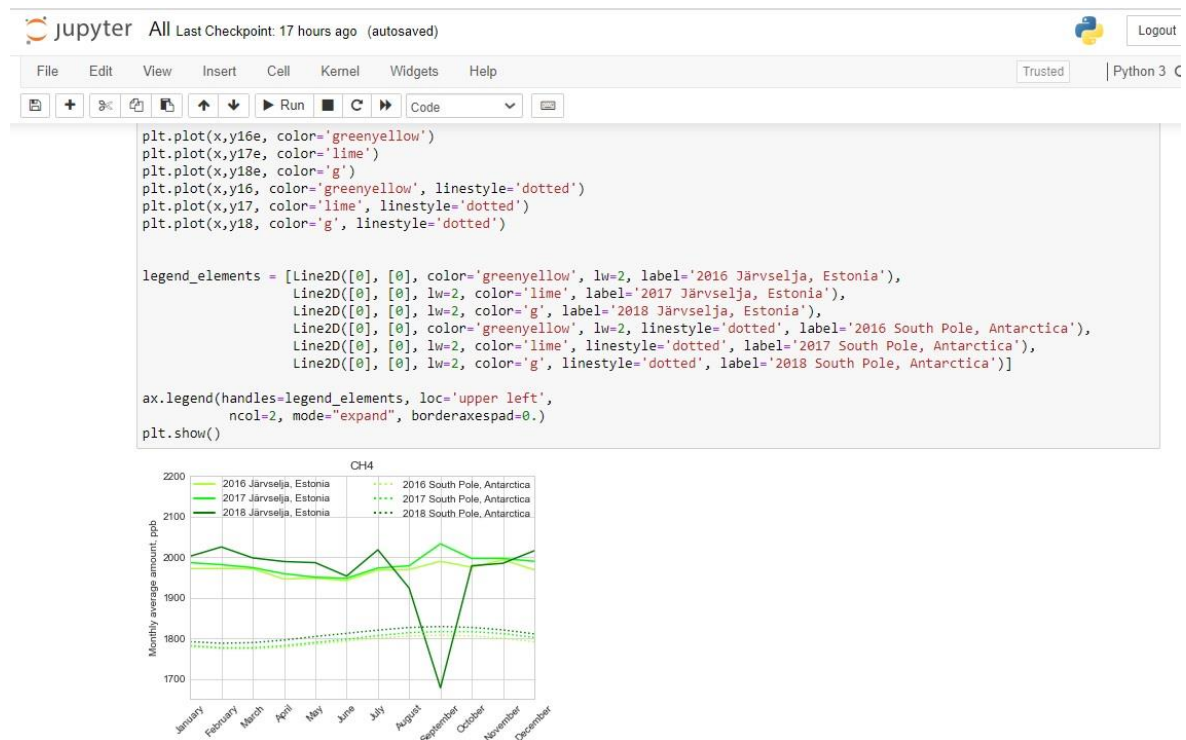 jupyter All Last Checkpoint: 17 hours ago (autosaved)
Logout
File Edit View Insert Cell Kernel Widgets Help
Trusted
Python 3
Run
Code
plt.plot(x,y16e, color='greenyellow')
plt.plot(x,y17e, color='lime')
plt.plot(x,y18e, color='g')
plt.plot(x,y16, color='greenyellow', linestyle='dotted')
plt.plot(x,y17, color='lime', linestyle='dotted')
plt.plot(x,y18, color='g', linestyle='dotted')
legend_elements = [Line2D([0], [0], color='greenyellow', lw=2, label='2016 Järvselja, Estonia'),
Line2D([0], [0], lw=2, color='lime', label='2017 Järvselja, Estonia'),
Line2D([0], [0], lw=2, color='g', label='2018 Järvselja, Estonia'),
Line2D([0], [0], color='greenyellow', lw=2, linestyle='dotted', label='2016 South Pole, Antarctica'),
Line2D([0], [0], lw=2, color='lime', linestyle='dotted', label='2017 South Pole, Antarctica'),
Line2D([0], [0], lw=2, color='g', linestyle='dotted', label='2018 South Pole, Antarctica')]
ax.legend(handles=legend_elements, loc='upper left',
ncol=2, mode="expand", borderaxespad=0.)
plt.show()
CH4
2016 Järvselja, Estonia
2017 Järvselja, Estonia
2018 Järvselja, Estonia
2016 South Pole, Antarctica
2017 South Pole, Antarctica
2018 South Pole, Antarctica
Monthly average amount, ppb
2200
2100
2000
1900
1800
1700
January
February
March
April
May
June
July
August
September
October
November
December